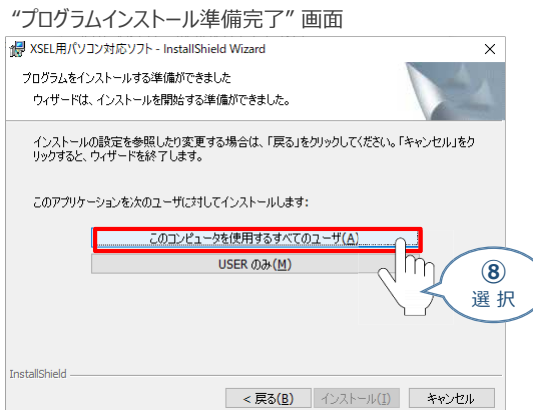 “プログラムインストール準備完了” 画面
XSEL用パソコン対応ソフト - InstallShield Wizard
プログラムをインストールする準備ができました
ウィザードは、インストールを開始する準備ができました。
インストールの設定を参照したり変更する場合は、「戻る」をクリックしてください。「キャンセル」をク
リックすると、ウィザードを終了します。
このアプリケーションを次のユーザに対してインストールします:
このコンピュータを使用するすべてのユーザ(A)
USER のみ(M)
⑧
選 択
InstallShield
< 戻る(B)
インストール(I)
キャンセル